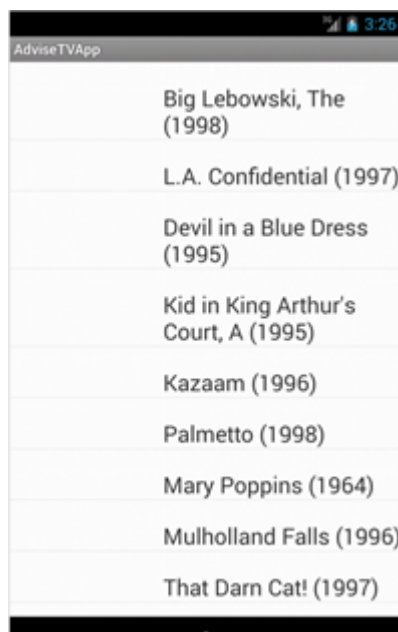 3G 3:26
AdviseTVApp
Big Lebowski, The
(1998)
L.A. Confidential (1997)
Devil in a Blue Dress
(1995)
Kid in King Arthur's
Court, A (1995)
Kazaam (1996)
Palmetto (1998)
Mary Poppins (1964)
Mulholland Falls (1996)
That Darn Cat! (1997)